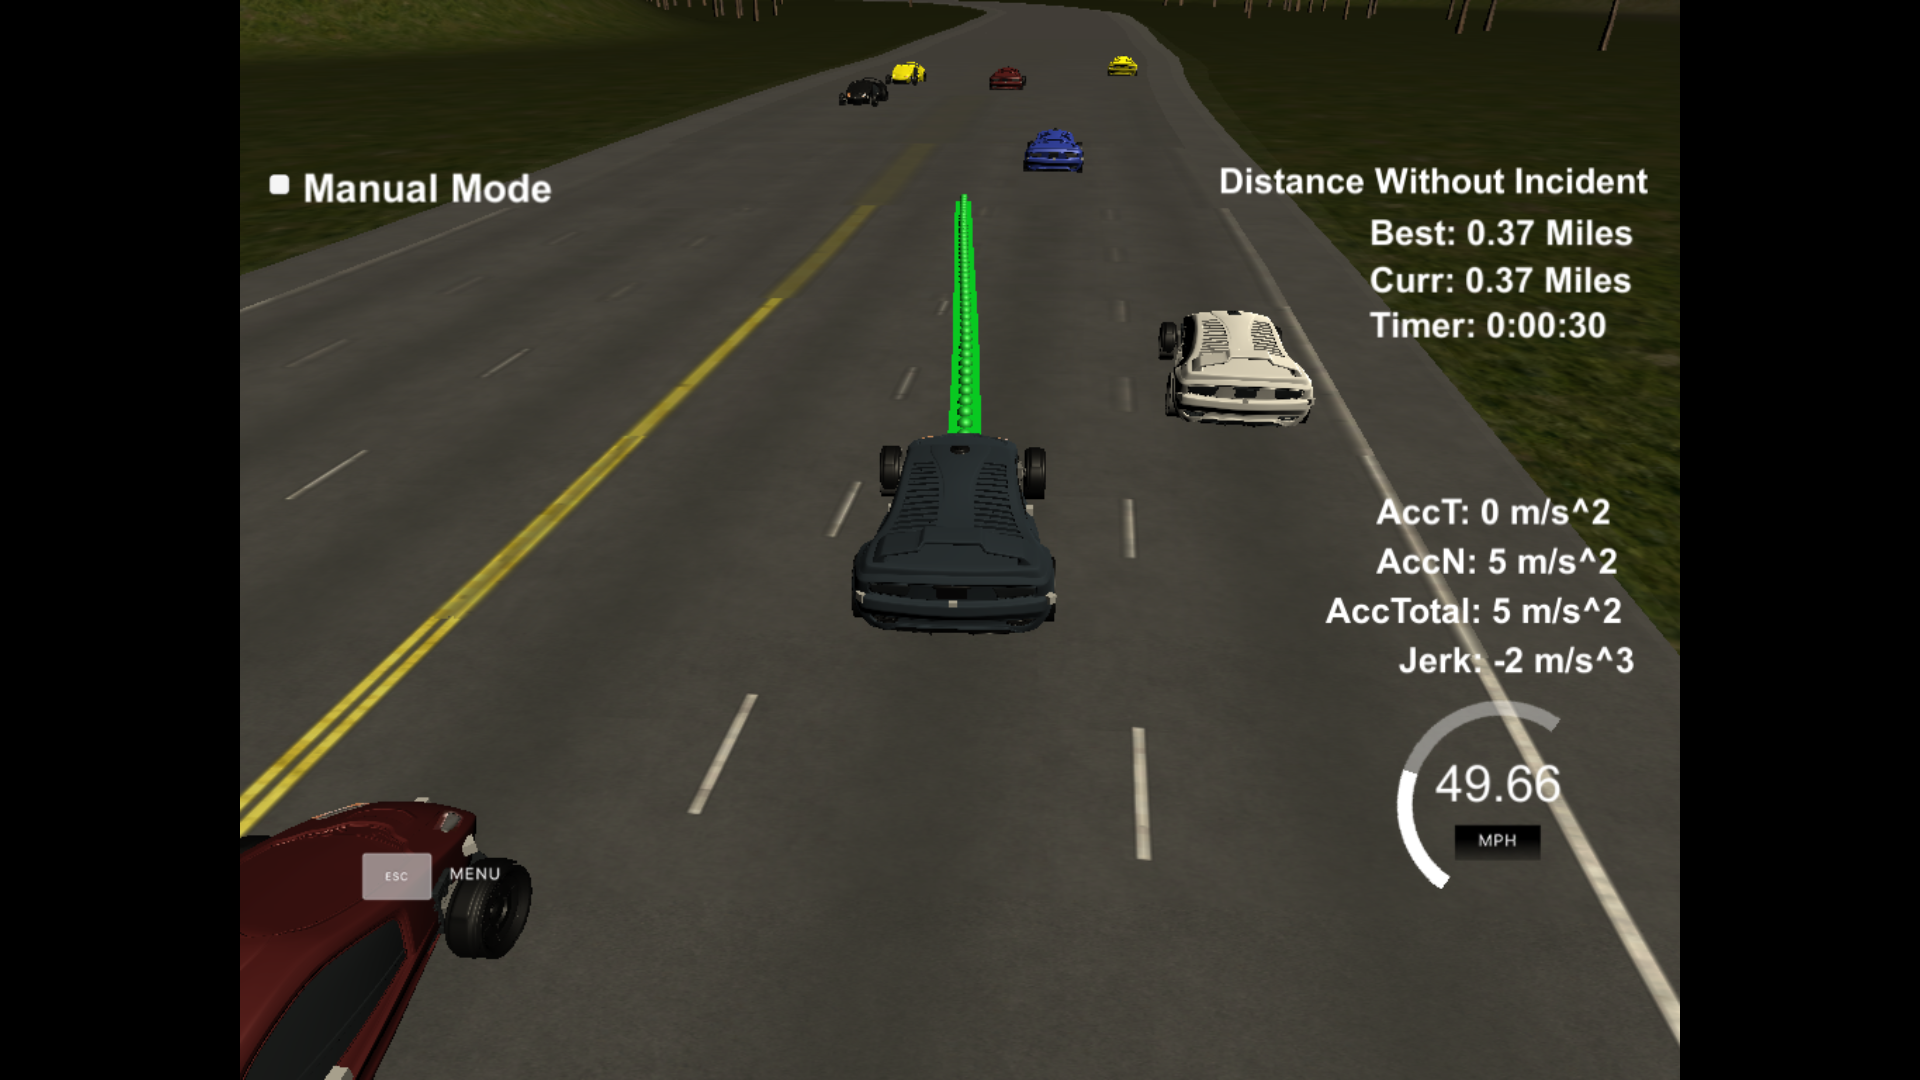 Manual Mode
Distance Without Incident
Best: 0.37 Miles
Curr: 0.37 Miles
Timer: 0:00:30
AccT: 0 m/s^2
AccN: 5 m/s^2
AccTotal: 5 m/s^2
Jerk: -2 m/s^3
49.66
MPH
ESC MENU